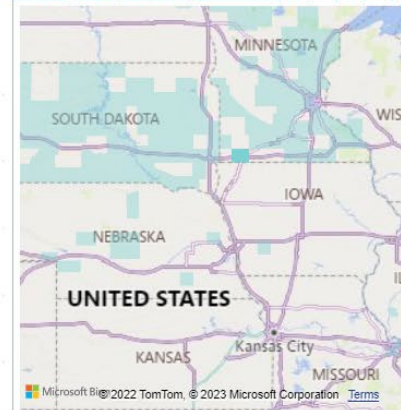 MINNESOTA
SOUTH DAKOTA
WIS
IOWA
NEBRASKA
IL
UNITED STATES
Kansas City
KANSAS
MISSOURI
Microsoft Bi © 2022 TomTom, © 2023 Microsoft Corporation Terms